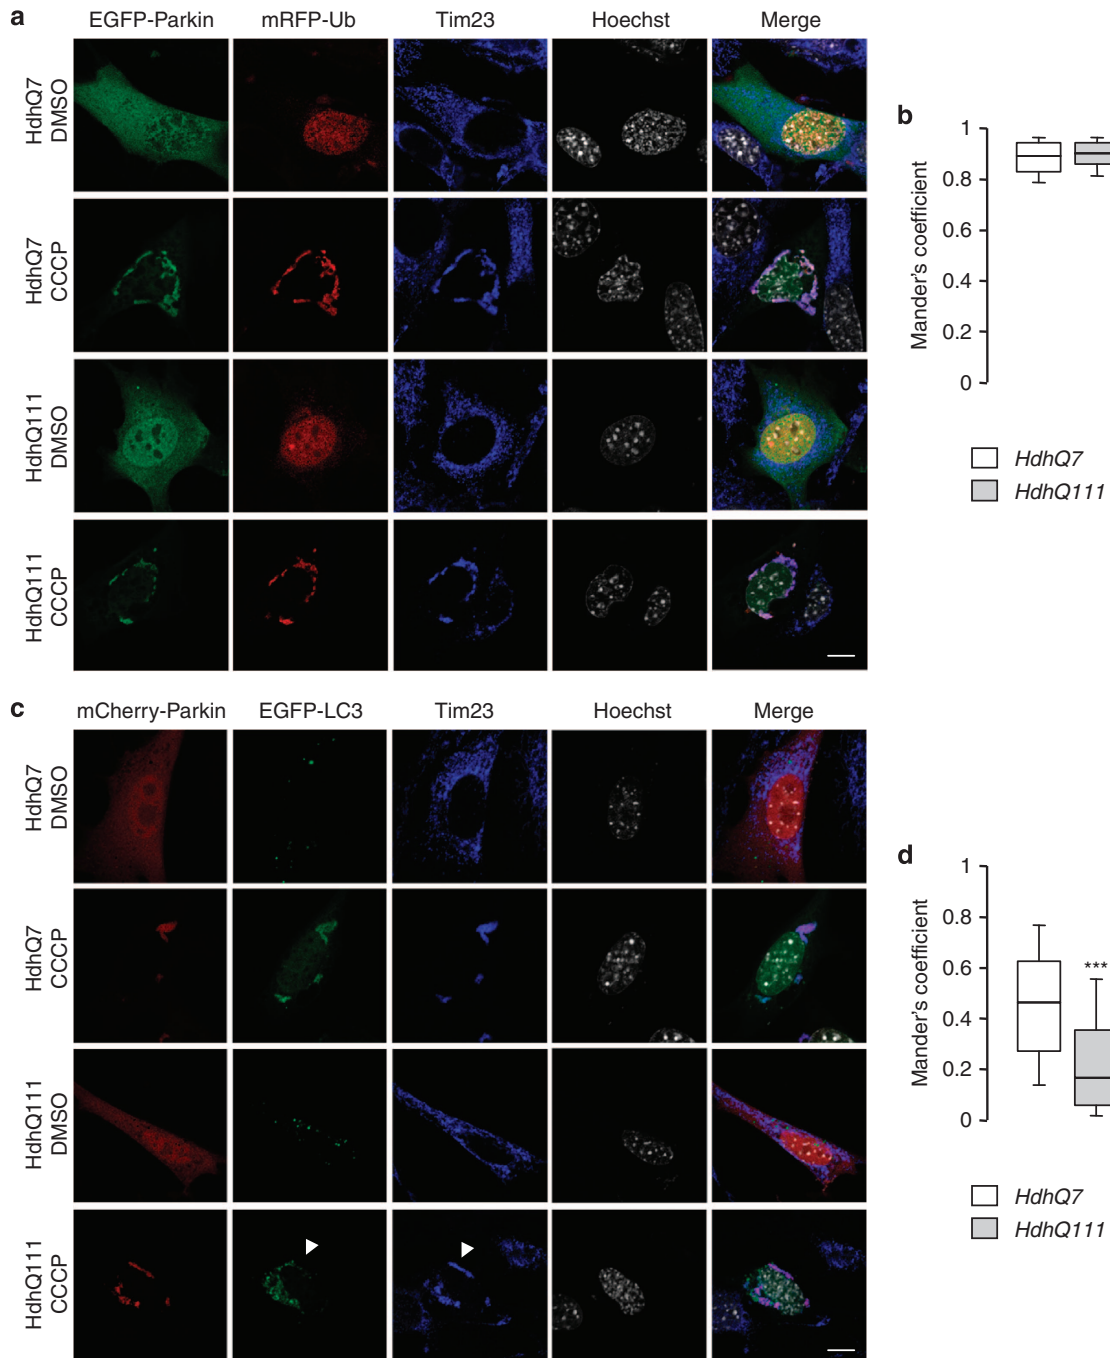 a
EGFP-Parkin mRFP-Ub Tim23 Hoechst Merge
HdhQ7
DMSO
HdhQ7
CCCP
HdhQ111
DMSO
HdhQ111
CCCP
b
Mander's coefficient
1
0.8
0.6
0.4
0.2
0
HdhQ7
HdhQ111
c
mCherry-Parkin EGFP-LC3 Tim23 Hoechst Merge
HdhQ7
DMSO
HdhQ7
CCCP
HdhQ111
DMSO
HdhQ111
CCCP
d
Mander's coefficient
1
0.8
0.6
0.4
0.2
0
***
HdhQ7
HdhQ111